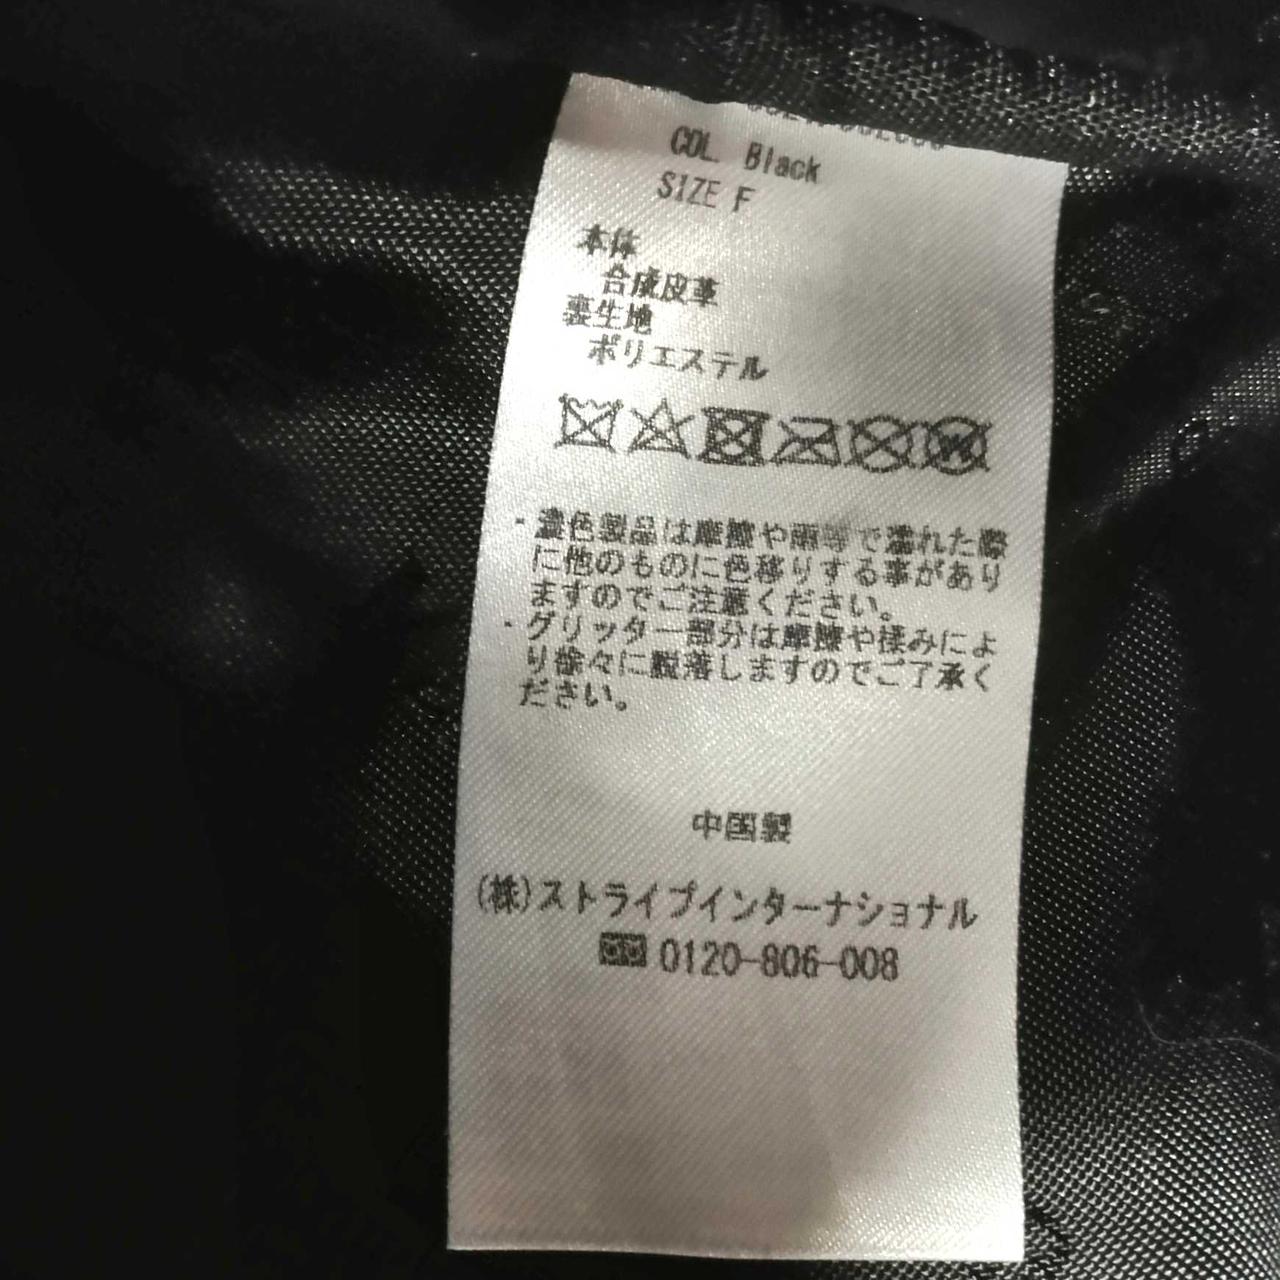 COL. Black
SIZE F
本体
合成皮革
裏生地
ポリエステル
・濃色製品は摩擦や雨等で濡れた際
に他のものに色移りする事があり
ますのでご注意ください。
・グリッター部分は摩擦や揉みによ
り徐々に脱落しますのでご了承く
ださい。
中国製
(株)ストライプインターナショナル
0120-806-008